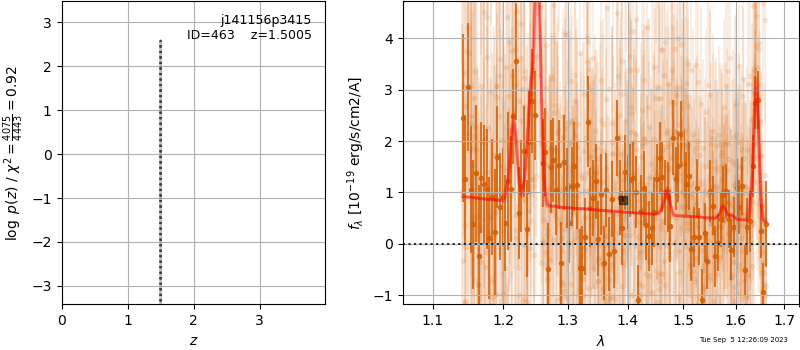 j141156p3415
ID=463 z=1.5005
log p(z) / χ² = 4075/4443 = 0.92
3
2
1
0
−1
−2
−3
0 1 2 3
z
fλ [10⁻¹⁹ erg/s/cm2/A]
4
3
2
1
0
−1
1.1 1.2 1.3 1.4 1.5 1.6 1.7
λ
Tue Sep 5 12:26:09 2023